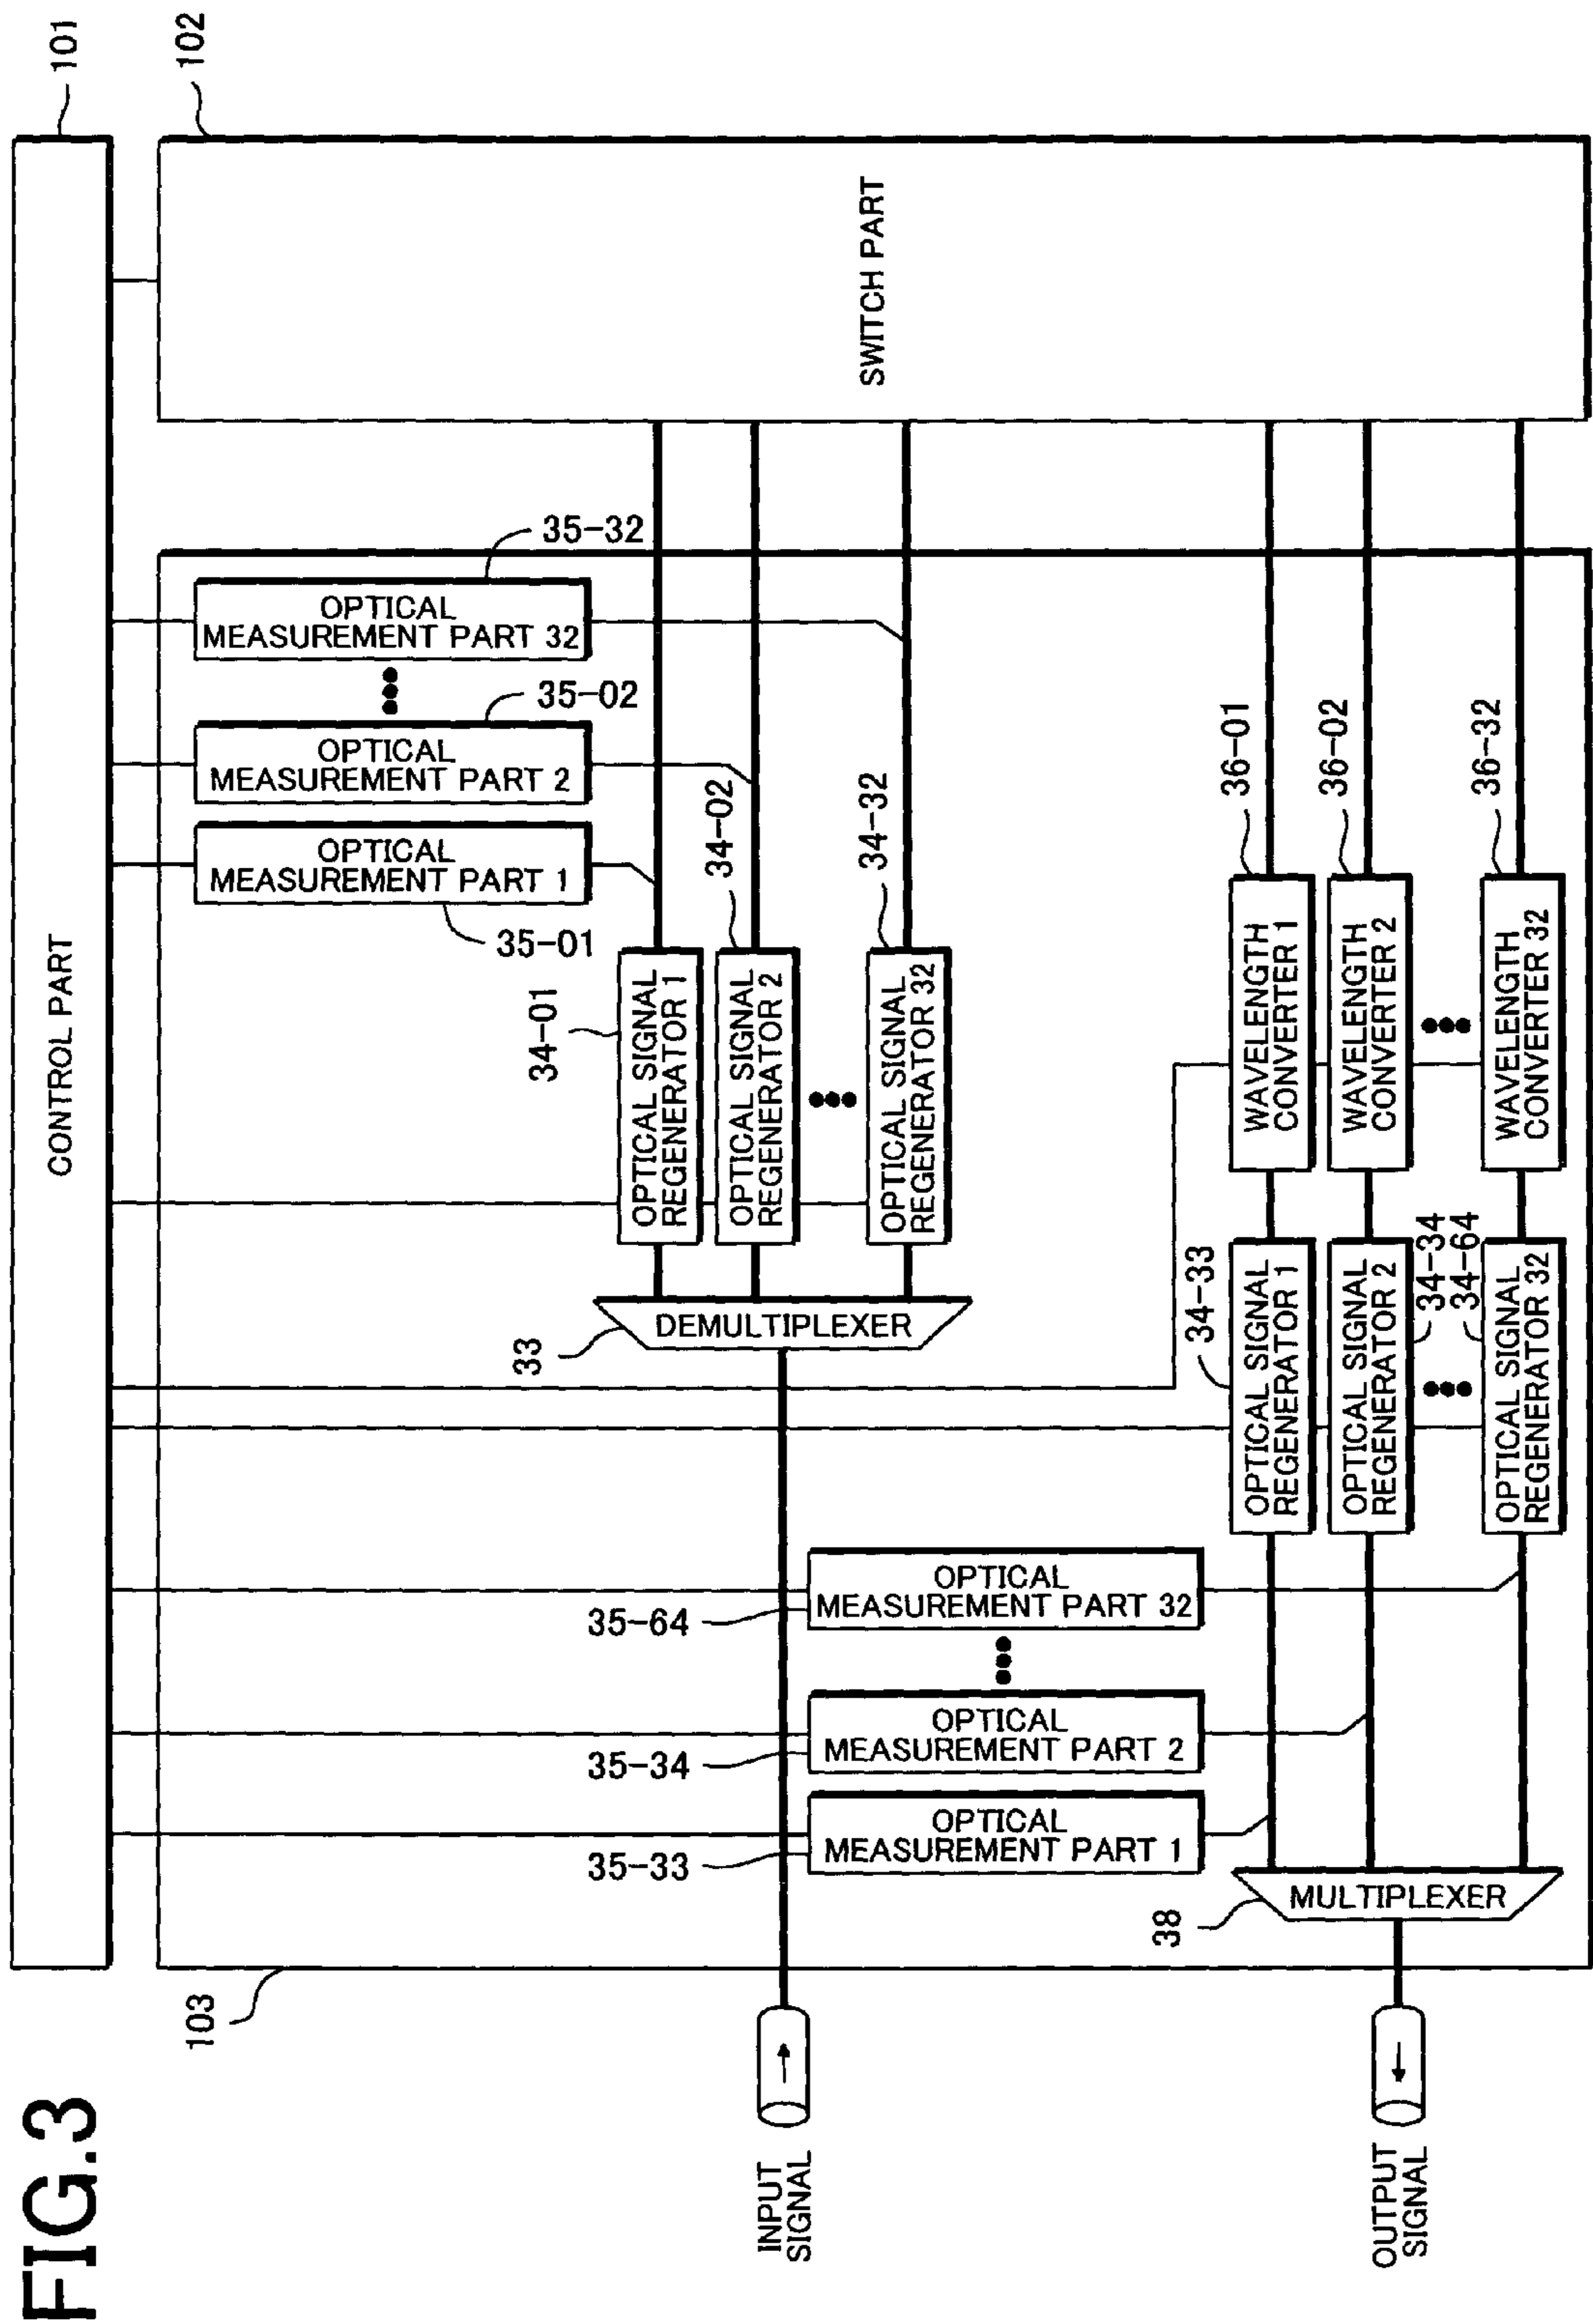 FIG.3
101
CONTROL PART
102
SWITCH PART
103
35-32
OPTICAL
MEASUREMENT PART 32
35-02
OPTICAL
MEASUREMENT PART 2
OPTICAL
MEASUREMENT PART 1
35-01
34-01
OPTICAL SIGNAL
REGENERATOR 1
34-02
OPTICAL SIGNAL
REGENERATOR 2
34-32
OPTICAL SIGNAL
REGENERATOR 32
33
DEMULTIPLEXER
INPUT
SIGNAL
36-01
WAVELENGTH
CONVERTER 1
36-02
WAVELENGTH
CONVERTER 2
36-32
WAVELENGTH
CONVERTER 32
34-33
OPTICAL SIGNAL
REGENERATOR 1
OPTICAL SIGNAL
REGENERATOR 2
34-34
34-64
OPTICAL SIGNAL
REGENERATOR 32
35-64
OPTICAL
MEASUREMENT PART 32
35-34
OPTICAL
MEASUREMENT PART 2
35-33
OPTICAL
MEASUREMENT PART 1
38
MULTIPLEXER
OUTPUT
SIGNAL